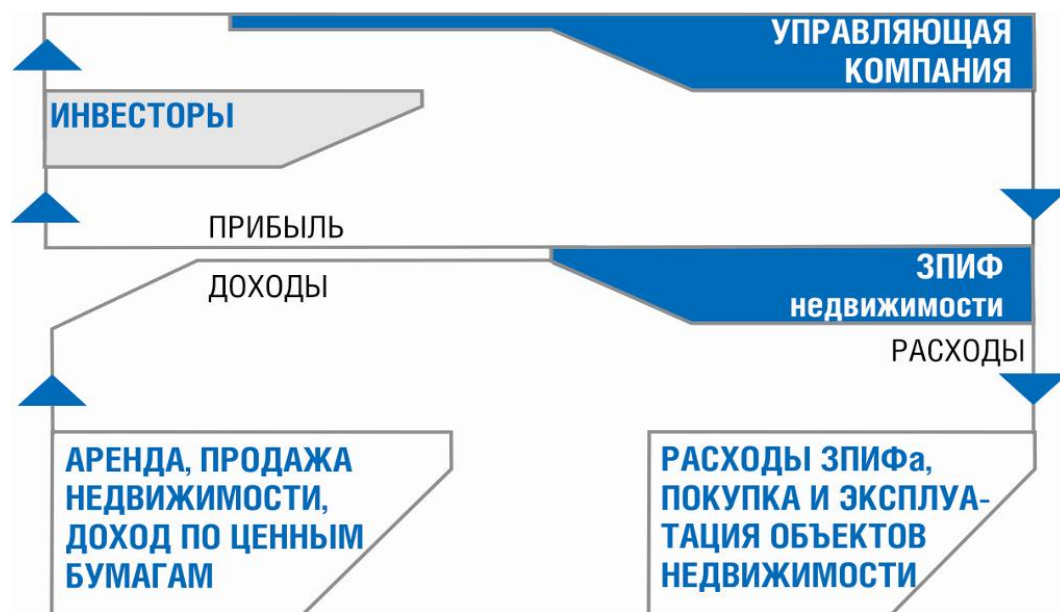 УПРАВЛЯЮЩАЯ
КОМПАНИЯ
ИНВЕСТОРЫ
ПРИБЫЛЬ
ЗПИФ
недвижимости
ДОХОДЫ
РАСХОДЫ
АРЕНДА, ПРОДАЖА
НЕДВИЖИМОСТИ,
ДОХОД ПО ЦЕННЫМ
БУМАГАМ
РАСХОДЫ ЗПИФа,
ПОКУПКА И ЭКСПЛУА-
ТАЦИЯ ОБЪЕКТОВ
НЕДВИЖИМОСТИ